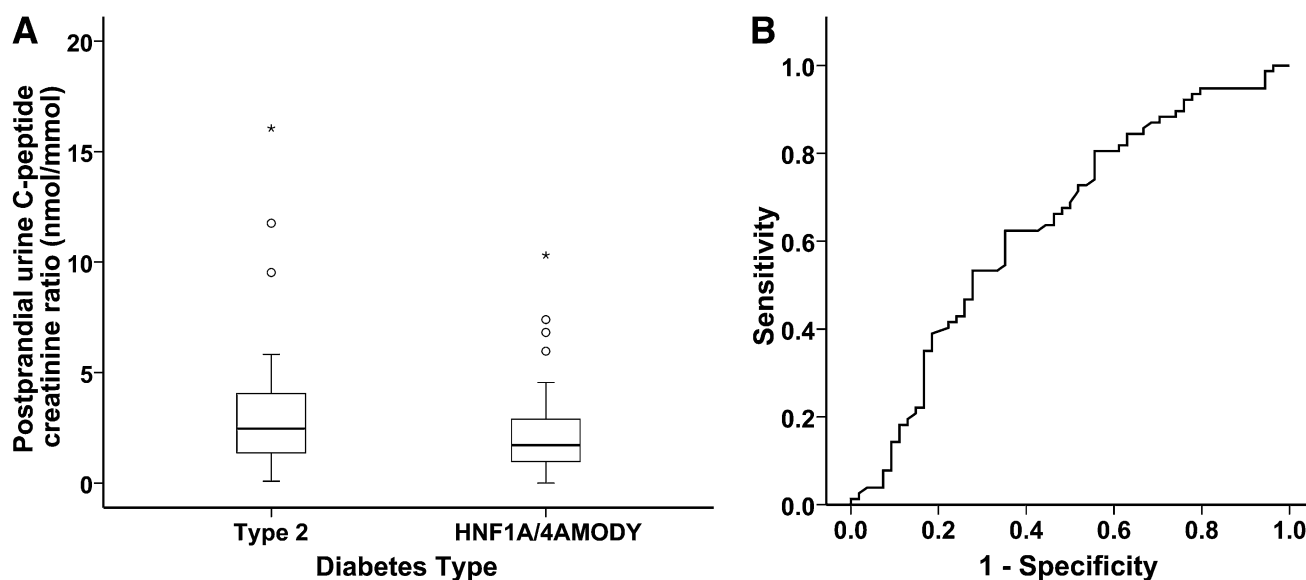 A
Postprandial urine C-peptide
creatinine ratio (nmol/mmol)
20
15
10
5
0
Type 2
HNF1A/4AMODY
Diabetes Type
B
Sensitivity
1.0
0.8
0.6
0.4
0.2
0.0
0.0
0.2
0.4
0.6
0.8
1.0
1 - Specificity